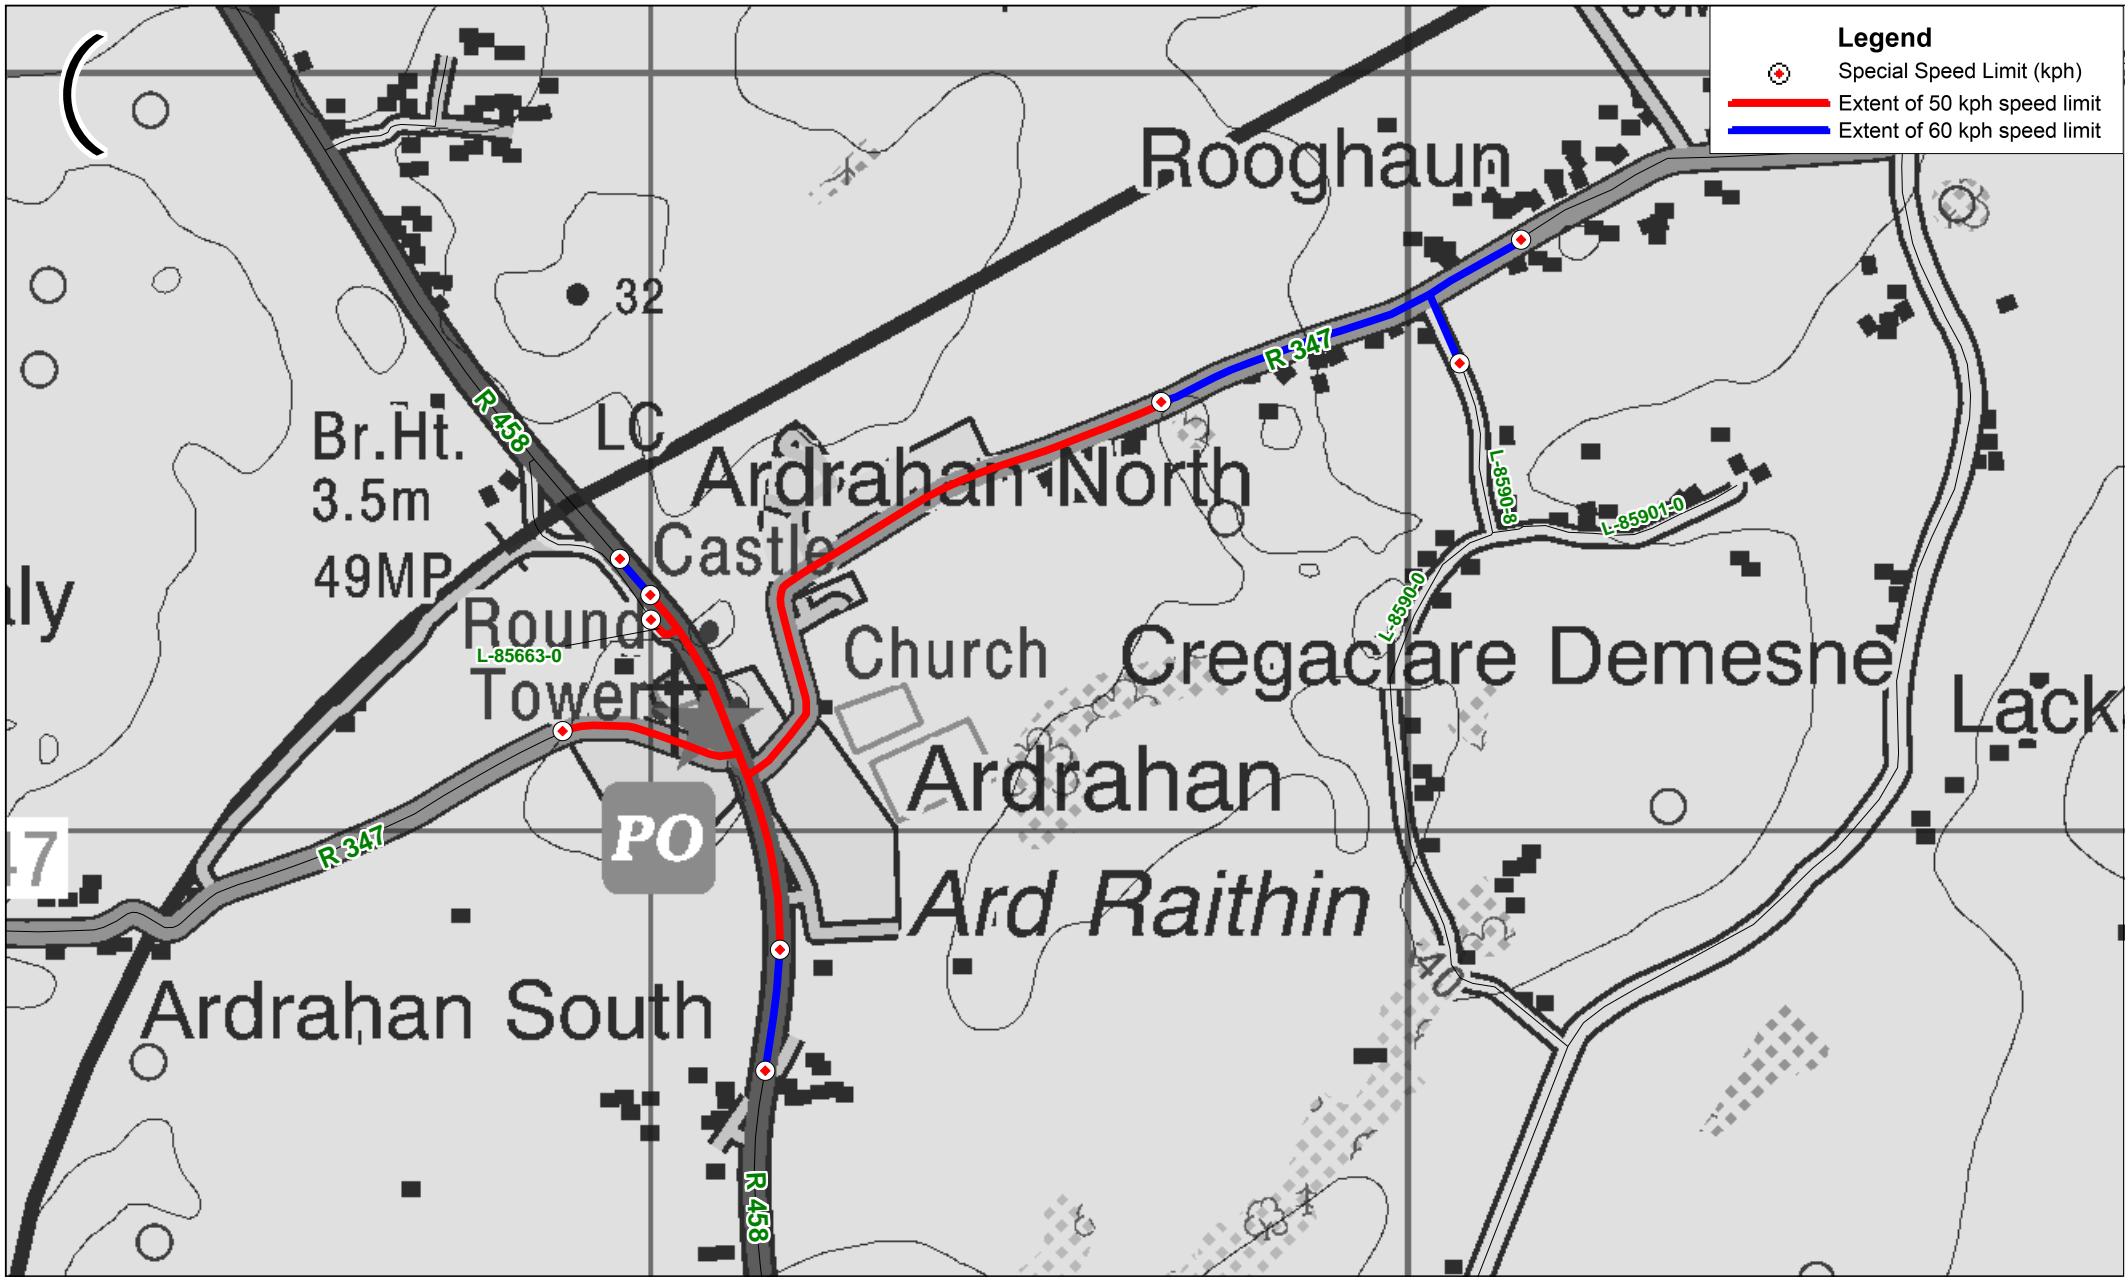 Legend
Special Speed Limit (kph)
Extent of 50 kph speed limit
Extent of 60 kph speed limit
Rooghaun
32
R 347
R 458
LC
Br.Ht.
3.5m
49MP
Ardrahan North
Castle
L-8590-8
L-85901-0
L-8590-0
Round
Tower
L-85663-0
Church
Cregaclare Demesne
Ardrahan
PO
R 347
47
Ard Raithin
40
Ardrahan South
R 458